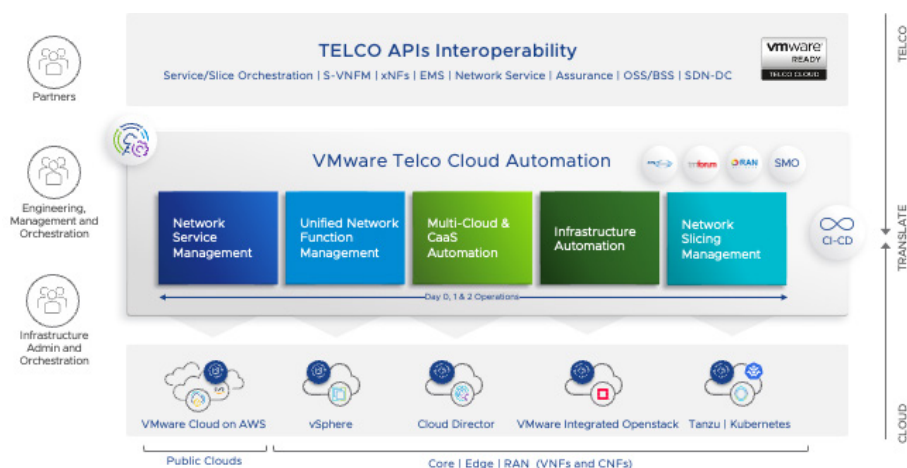 TELCO APIs Interoperability
Service/Slice Orchestration | S-VNFM | xNFs | EMS | Network Service | Assurance | OSS/BSS | SDN-DC
vmware
READY
TELCO CLOUD
TELCO
Partners
VMware Telco Cloud Automation
tmforum
RAN
SMO
Engineering,
Management and
Orchestration
Network
Service
Management
Unified Network
Function
Management
Multi-Cloud &
CaaS
Automation
Infrastructure
Automation
Network
Slicing
Management
CI-CD
TRANSLATE
Day 0, 1 & 2 Operations
Infrastructure
Admin and
Orchestration
VMware Cloud on AWS
vSphere
Cloud Director
VMware Integrated Openstack
Tanzu | Kubernetes
CLOUD
Public Clouds
Core | Edge | RAN (VNFs and CNFs)